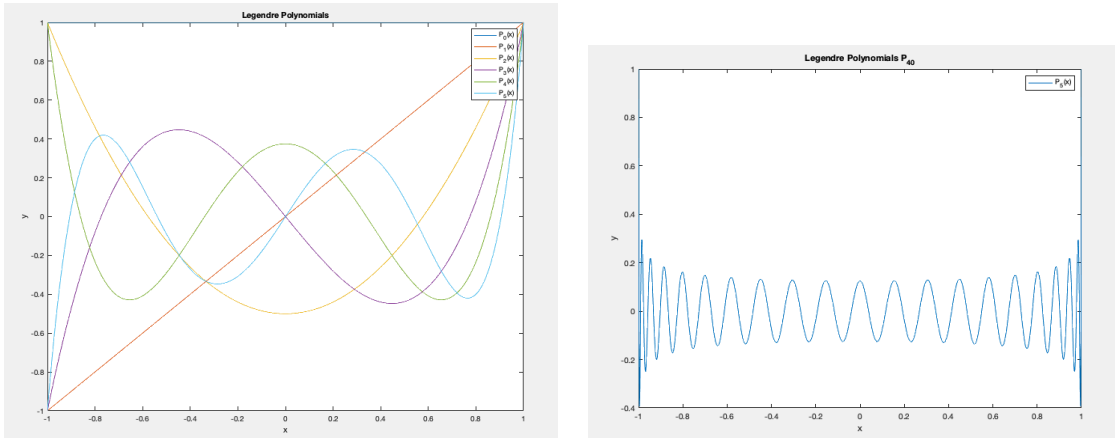 Legendre Polynomials
P0(x)
P1(x)
P2(x)
P3(x)
P4(x)
P5(x)
1
0.8
0.6
0.4
0.2
0
-0.2
-0.4
-0.6
-0.8
-1
y
-1 -0.8 -0.6 -0.4 -0.2 0 0.2 0.4 0.6 0.8 1
x
Legendre Polynomials P40
P5(x)
1
0.8
0.6
0.4
0.2
0
-0.2
-0.4
y
-1 -0.8 -0.6 -0.4 -0.2 0 0.2 0.4 0.6 0.8 1
x